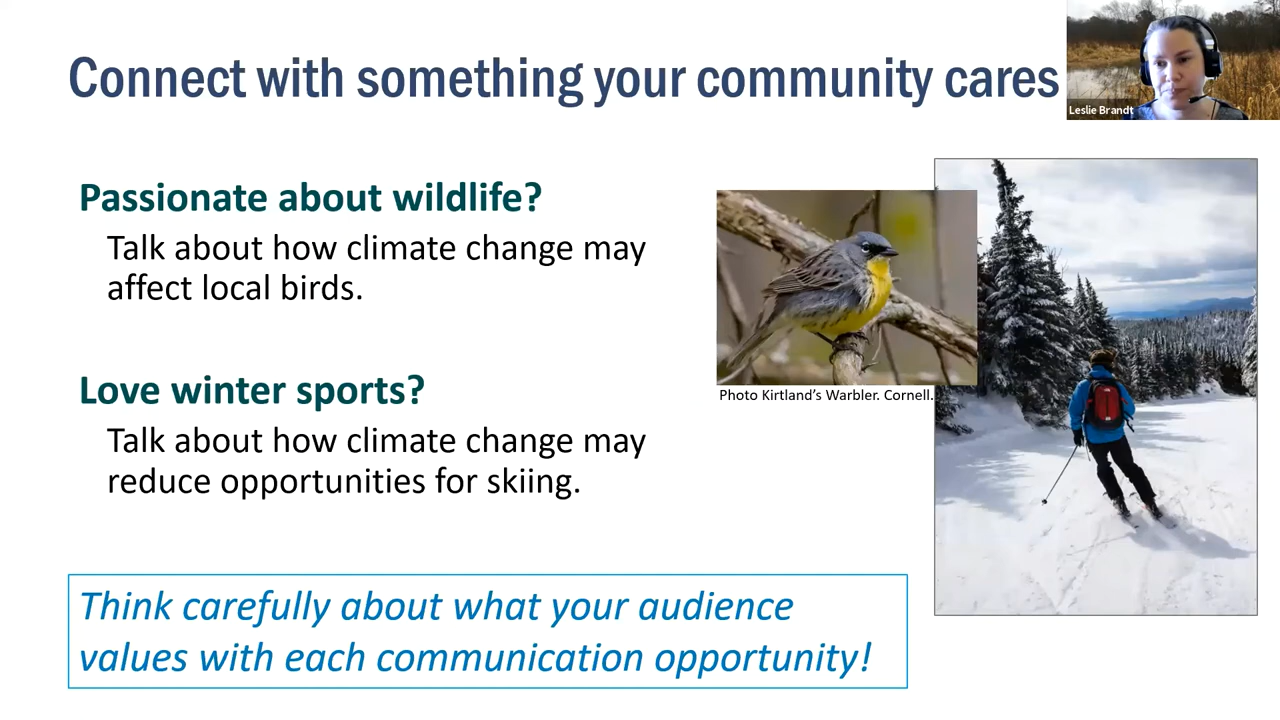 Connect with something your community cares
Leslie Brandt
Passionate about wildlife?
Talk about how climate change may
affect local birds.
Photo Kirtland's Warbler. Cornell.
Love winter sports?
Talk about how climate change may
reduce opportunities for skiing.
Think carefully about what your audience
values with each communication opportunity!